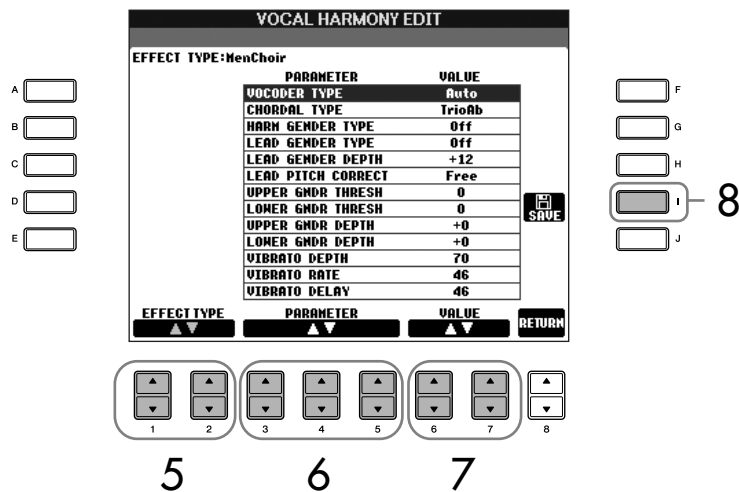 VOCAL HARMONY EDIT
EFFECT TYPE:MenChoir
PARAMETER VALUE
VOCODER TYPE Auto
CHORDAL TYPE TrioAb
HARM GENDER TYPE Off
LEAD GENDER TYPE Off
LEAD GENDER DEPTH +12
LEAD PITCH CORRECT Free
UPPER GNDR THRESH 0
LOWER GNDR THRESH 0
UPPER GNDR DEPTH +0
LOWER GNDR DEPTH +0
VIBRATO DEPTH 70
VIBRATO RATE 46
VIBRATO DELAY 46
A
B
C
D
E
F
G
H
I
J
8
SAVE
EFFECT TYPE PARAMETER VALUE RETURN
1 2 3 4 5 6 7 8
5 6 7